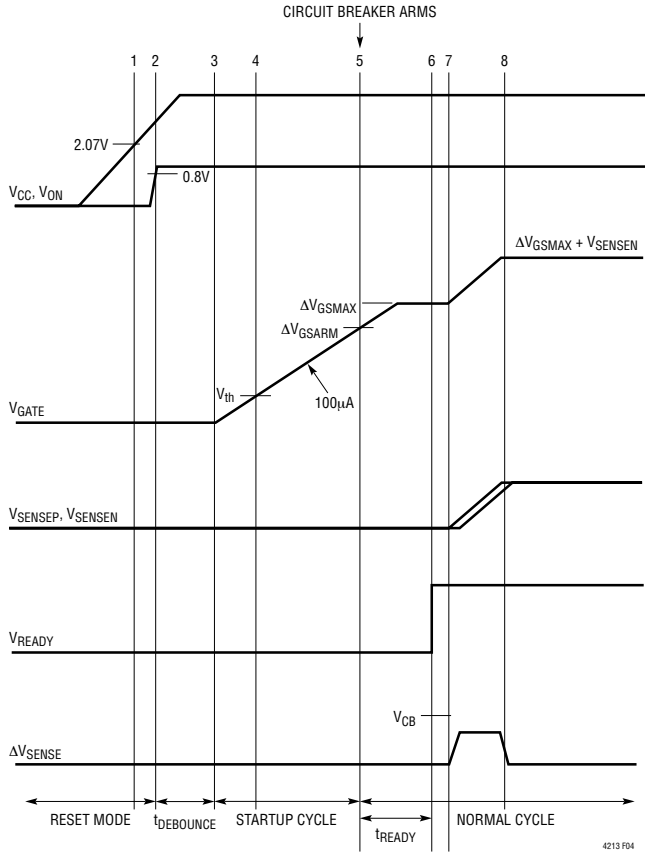 CIRCUIT BREAKER ARMS
1 2 3 4 5 6 7 8
2.07V
0.8V
VCC, VON
ΔVGSMAX + VSENSEN
ΔVGSMAX
ΔVGSARM
Vth
100µA
VGATE
VSENSEP, VSENSEN
VREADY
VCB
ΔVSENSE
RESET MODE tDEBOUNCE STARTUP CYCLE NORMAL CYCLE
tREADY
4213 F04